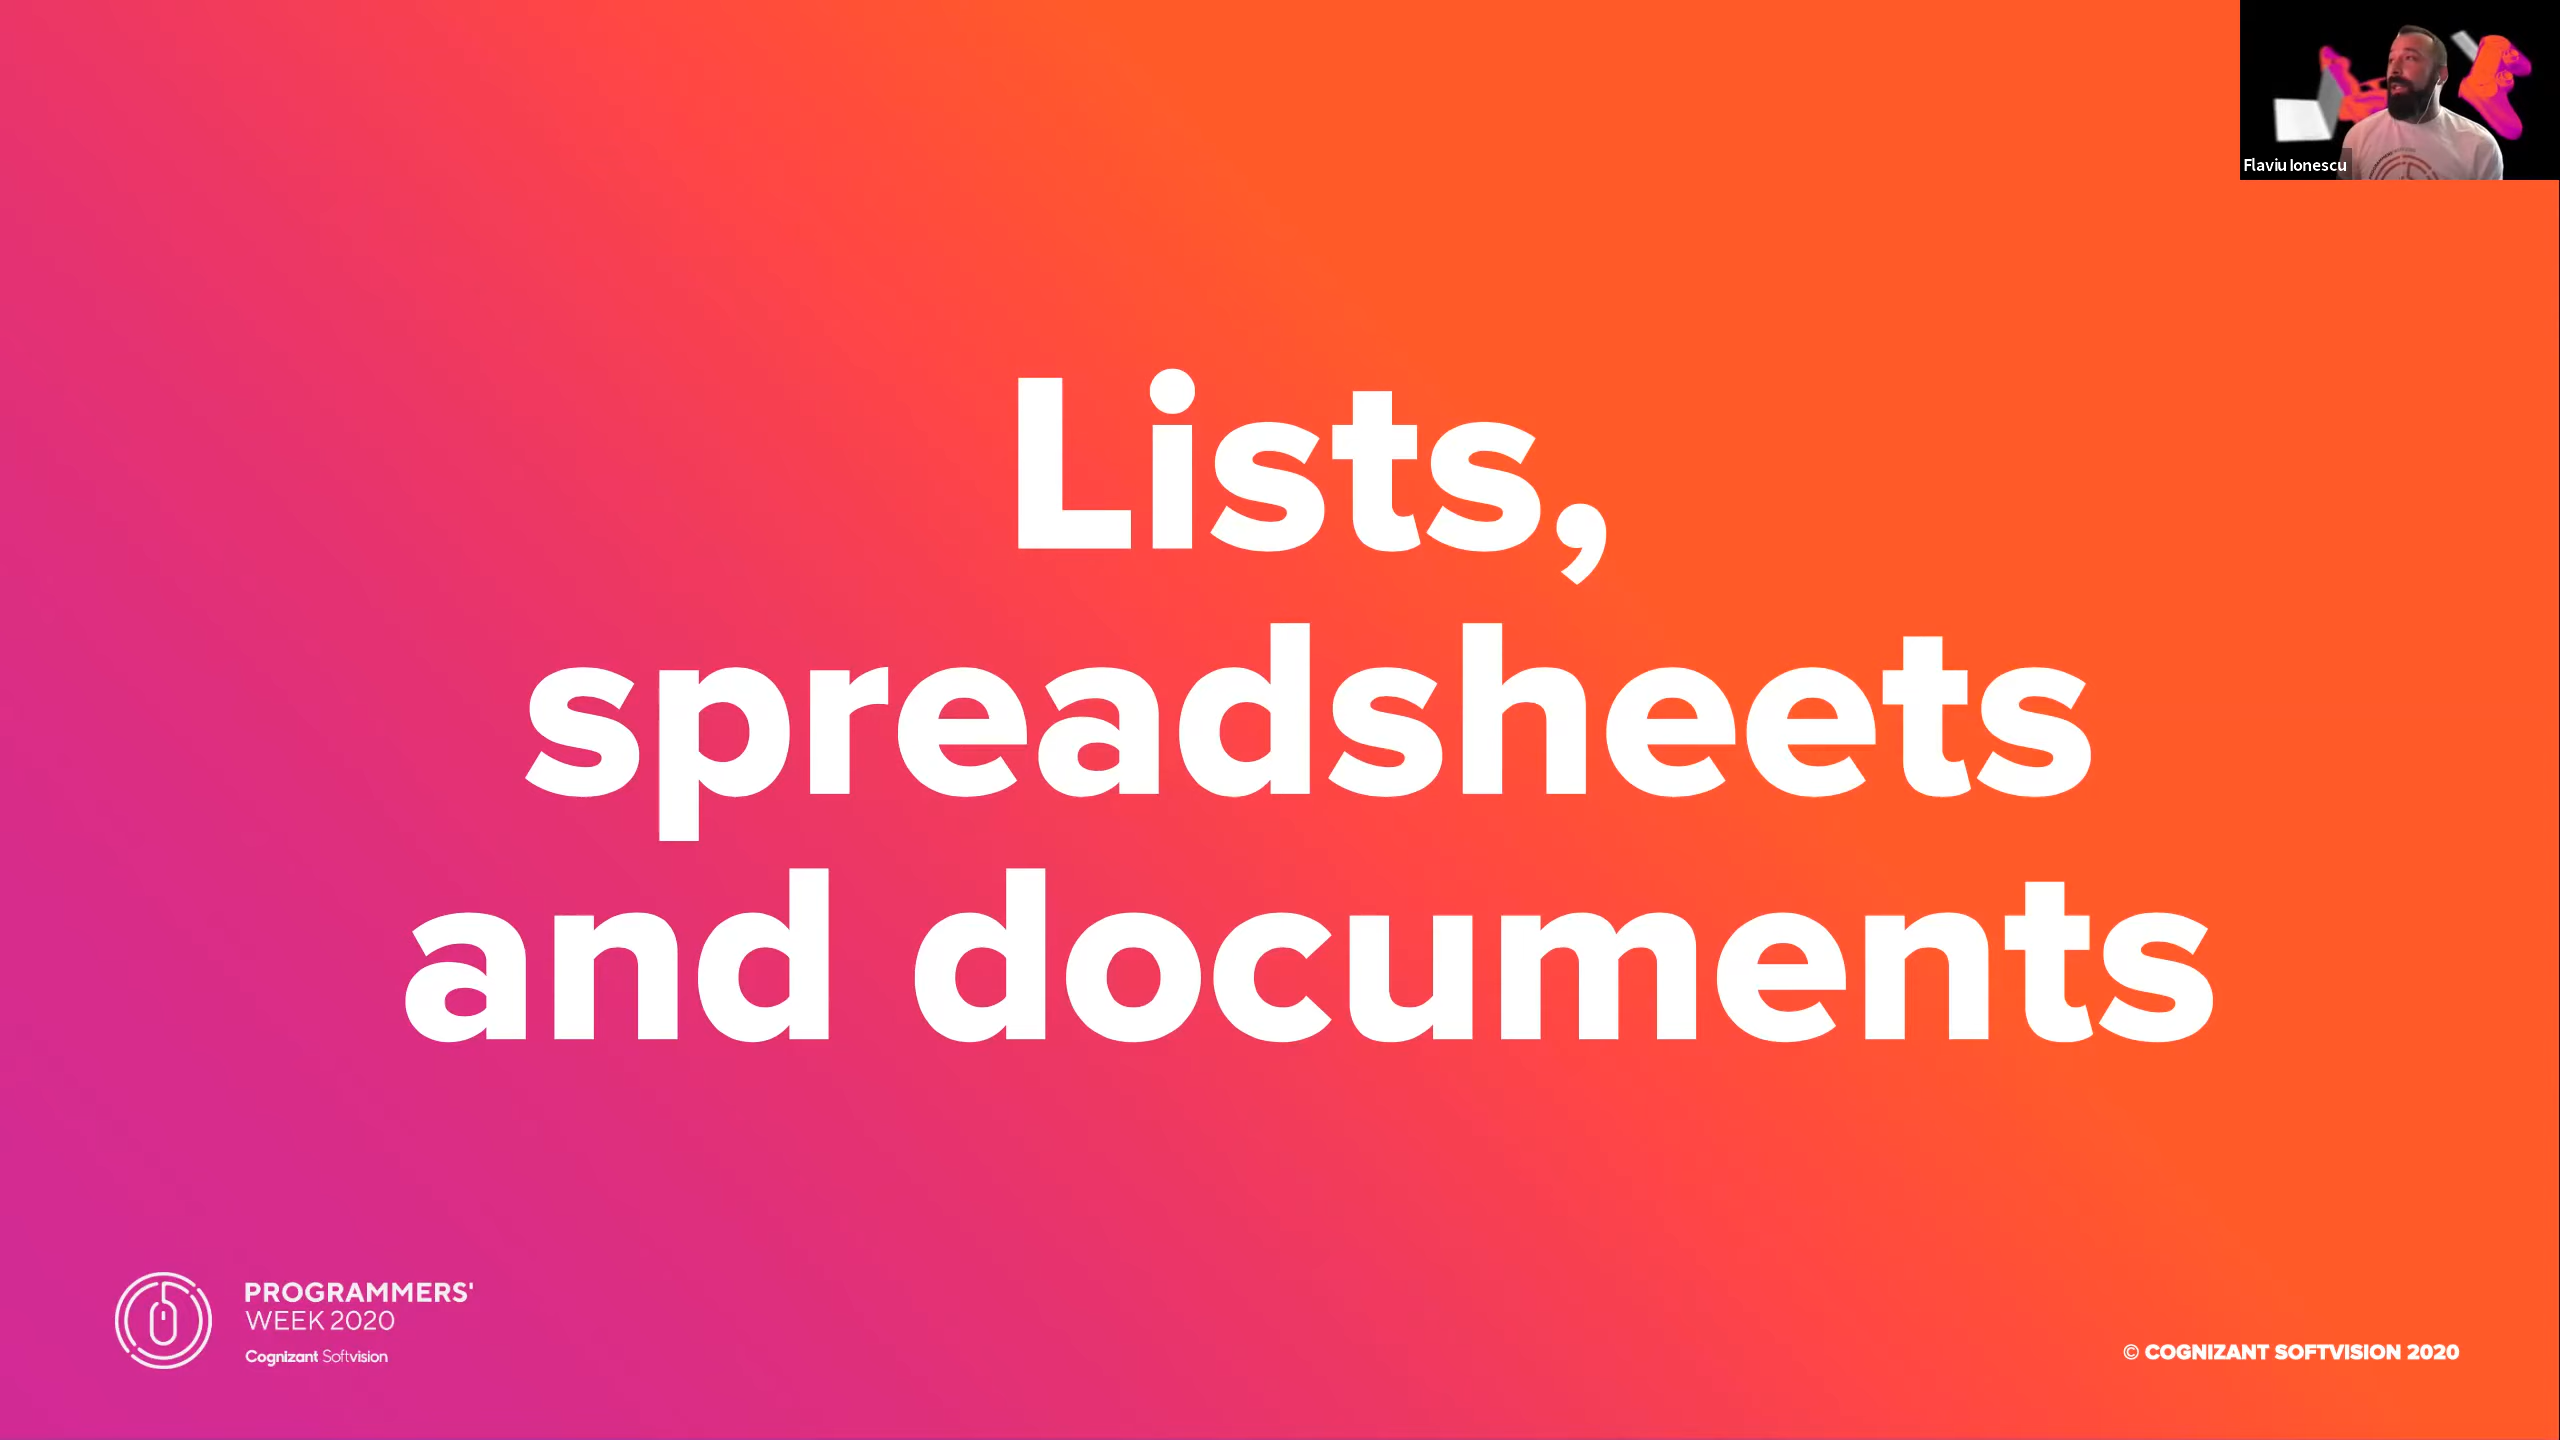 Flaviu Ionescu
Lists,
spreadsheets
and documents
PROGRAMMERS'
WEEK 2020
Cognizant Softvision
© COGNIZANT SOFTVISION 2020